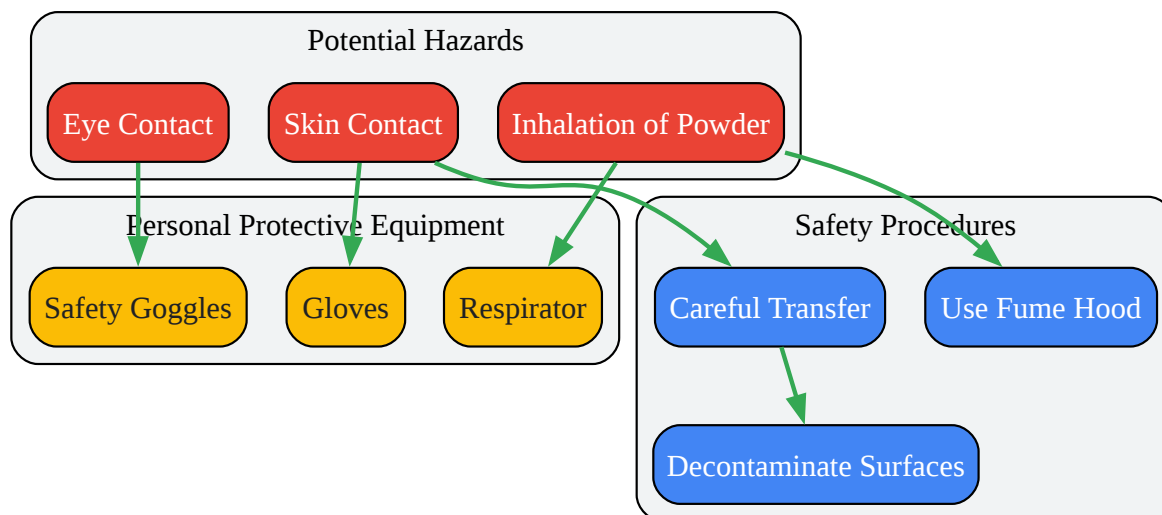 Potential Hazards
Eye Contact
Skin Contact
Inhalation of Powder
Personal Protective Equipment
Safety Procedures
Safety Goggles
Gloves
Respirator
Careful Transfer
Use Fume Hood
Decontaminate Surfaces